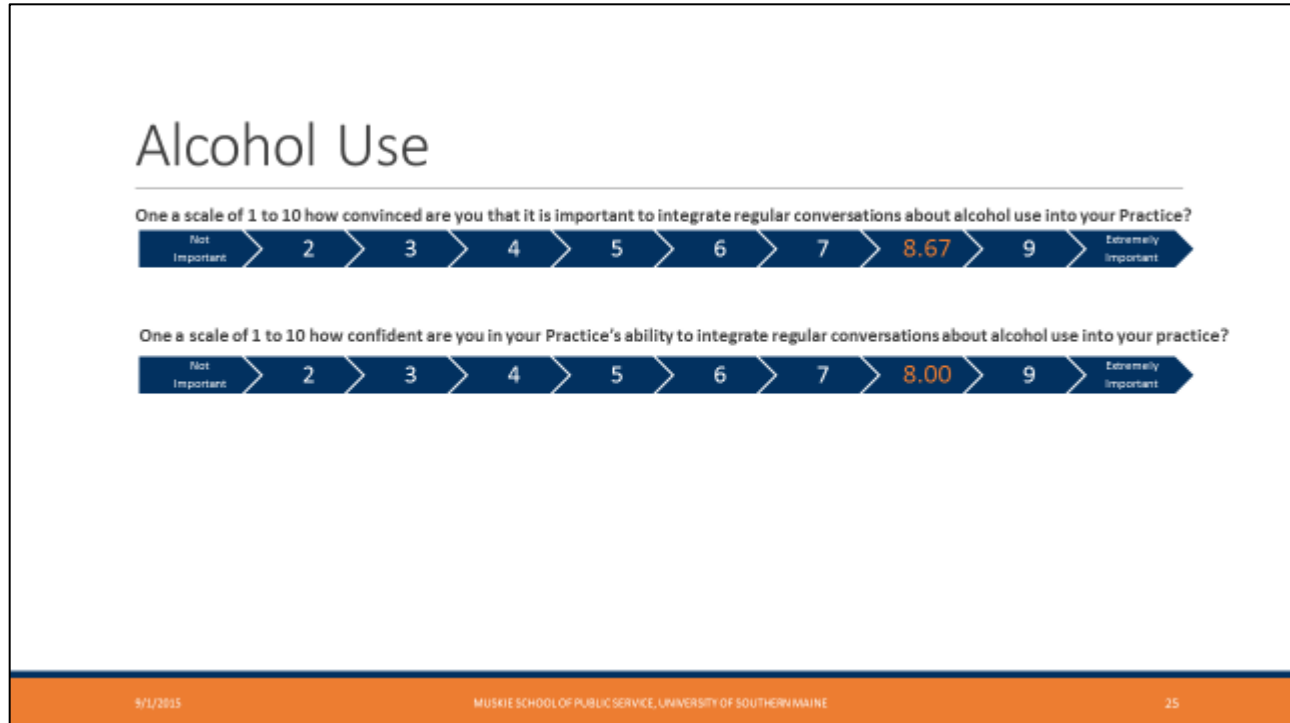 Alcohol Use
One a scale of 1 to 10 how convinced are you that it is important to integrate regular conversations about alcohol use into your Practice?
Not Important 2 3 4 5 6 7 8.67 9 Extremely Important
One a scale of 1 to 10 how confident are you in your Practice's ability to integrate regular conversations about alcohol use into your practice?
Not Important 2 3 4 5 6 7 8.00 9 Extremely Important
9/1/2015 MUSKIE SCHOOL OF PUBLIC SERVICE, UNIVERSITY OF SOUTHERN MAINE 25